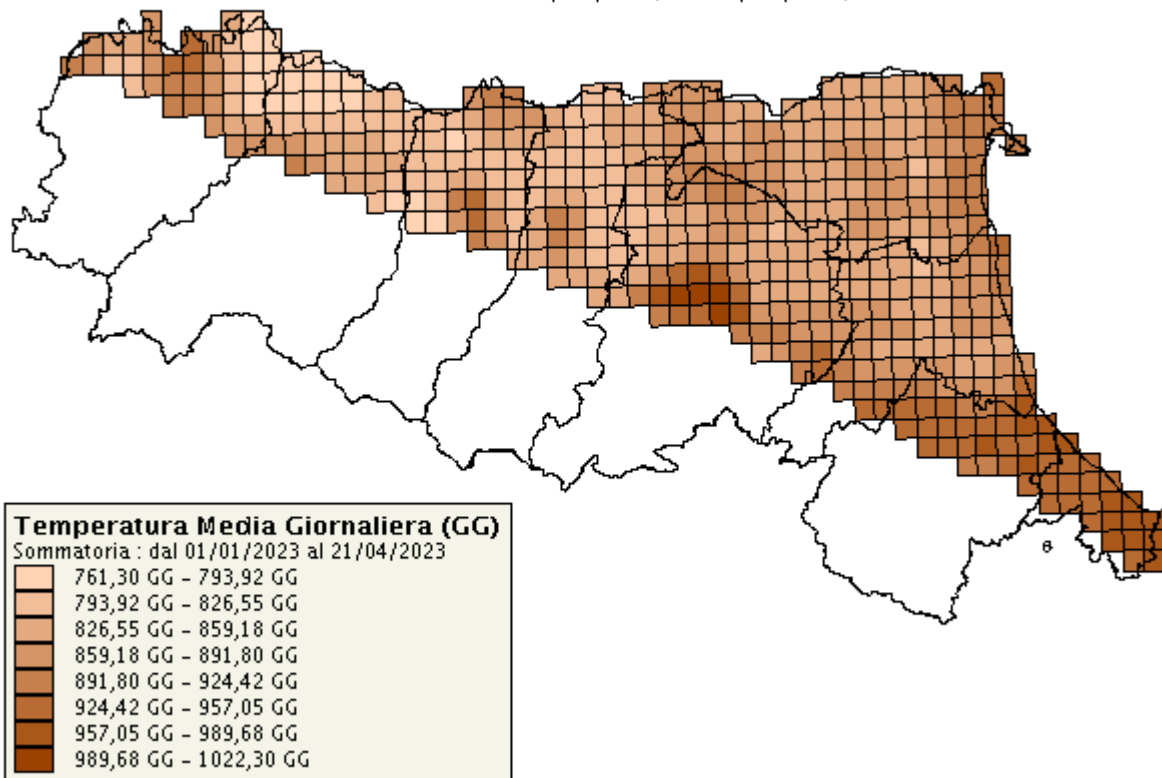 Temperatura Media Giornaliera (GG)
Sommatoria : dal 01/01/2023 al 21/04/2023
761,30 GG - 793,92 GG
793,92 GG - 826,55 GG
826,55 GG - 859,18 GG
859,18 GG - 891,80 GG
891,80 GG - 924,42 GG
924,42 GG - 957,05 GG
957,05 GG - 989,68 GG
989,68 GG - 1022,30 GG